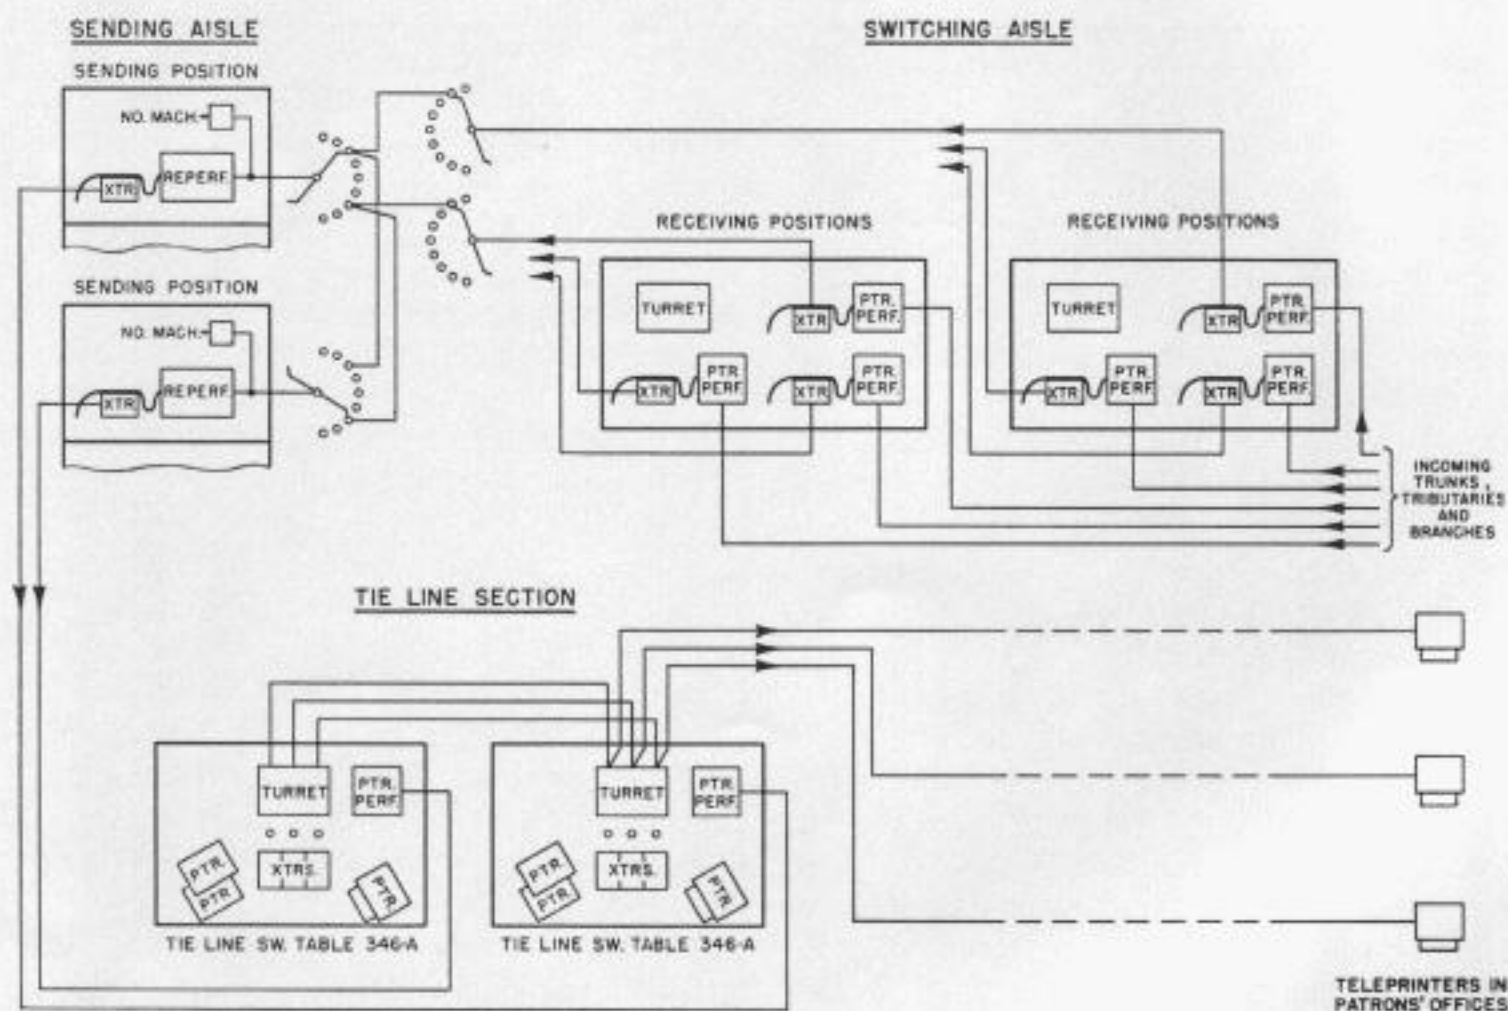 SENDING AISLE
SWITCHING AISLE
SENDING POSITION
NO. MACH.
XTR
REPERF.
SENDING POSITION
NO. MACH.
XTR
REPERF.
RECEIVING POSITIONS
RECEIVING POSITIONS
TURRET
XTR
PTR.
PERF.
XTR
PTR.
PERF.
XTR
PTR.
PERF.
TURRET
XTR
PTR.
PERF.
XTR
PTR.
PERF.
XTR
PTR.
PERF.
INCOMING
TRUNKS,
TRIBUTARIES
AND
BRANCHES
TIE LINE SECTION
TURRET
PTR.
PERF.
PTR.
PTR.
XTRS.
PTR.
TIE LINE SW. TABLE 346-A
TURRET
PTR.
PERF.
PTR.
PTR.
XTRS.
PTR.
TIE LINE SW. TABLE 346-A
TELEPRINTERS IN
PATRONS' OFFICES